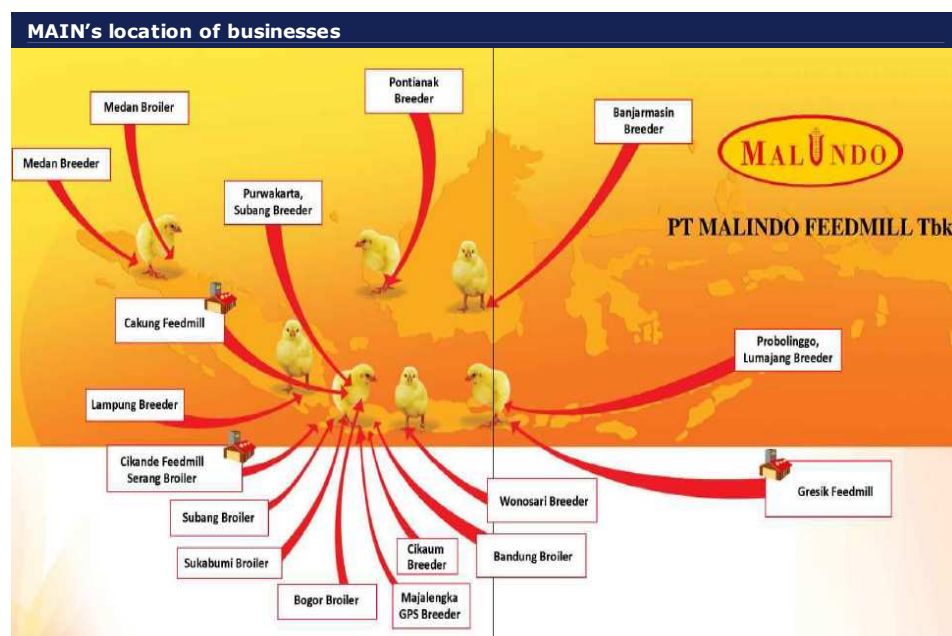 MAIN’s location of businesses
Pontianak
Breeder
Medan Broiler
Banjarmasin
Breeder
MALINDO
Medan Breeder
Purwakarta,
Subang Breeder
PT MALINDO FEEDMILL Tbk
Cakung Feedmill
Probolinggo,
Lumajang Breeder
Lampung Breeder
Cikande Feedmill
Serang Broiler
Gresik Feedmill
Wonosari Breeder
Subang Broiler
Cikaum
Breeder
Bandung Broiler
Sukabumi Broiler
Bogor Broiler
Majalengka
GPS Breeder